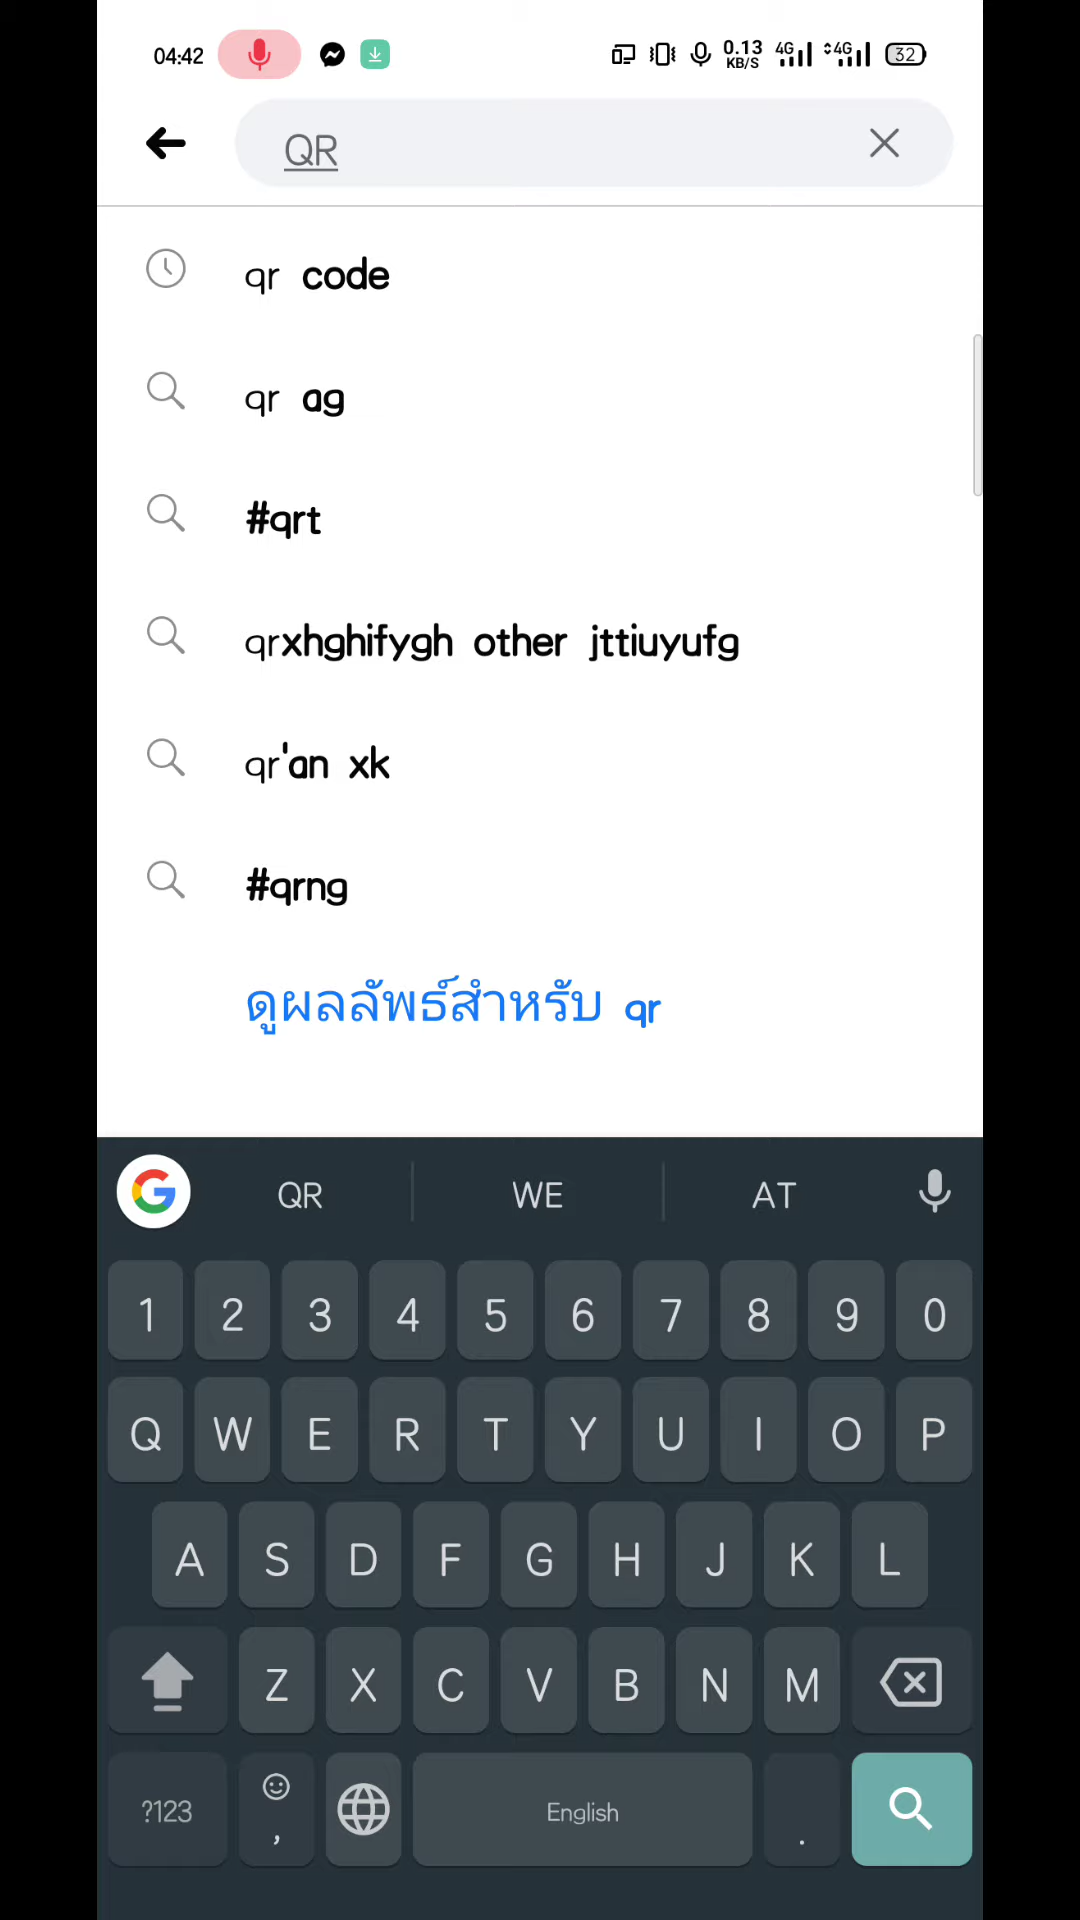 04:42
0.13 KB/S 4G 4G 32
QR
qr code
qr ag
#qrt
qrxhghifygh other jttiuyufg
qr'an xk
#qrng
ดูผลลัพธ์สำหรับ qr
QR WE AT
1 2 3 4 5 6 7 8 9 0
Q W E R T Y U I O P
A S D F G H J K L
Z X C V B N M
?123 , English .